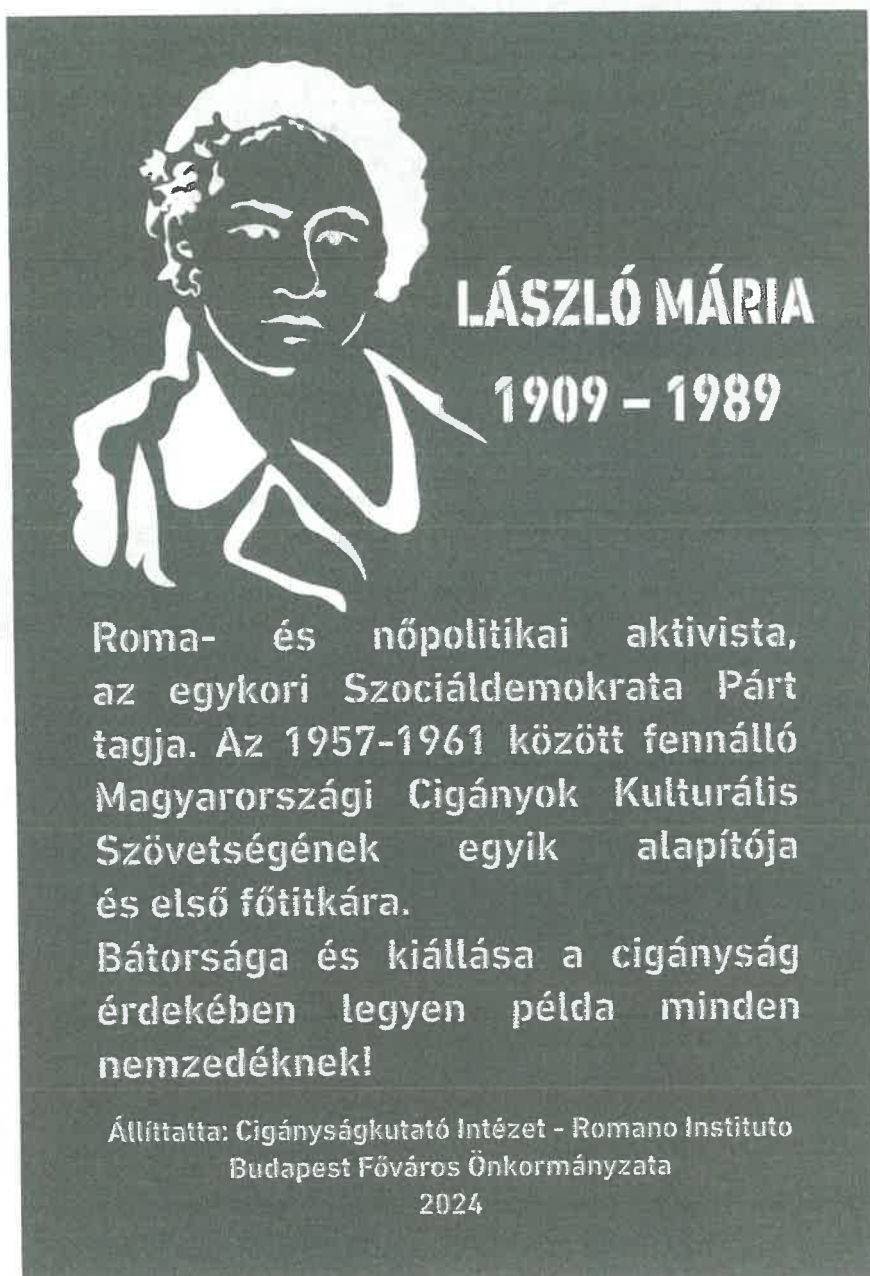 LÁSZLÓ MÁRIA
1909 – 1989
Roma- és nőpolitikai aktivista,
az egykori Szociáldemokrata Párt
tagja. Az 1957-1961 között fennálló
Magyarországi Cigányok Kulturális
Szövetségének egyik alapítója
és első főtitkára.
Bátorsága és kiállása a cigányság
érdekében legyen példa minden
nemzedéknek!
Állíttatta: Cigányságkutató Intézet - Romano Instituto
Budapest Főváros Önkormányzata
2024